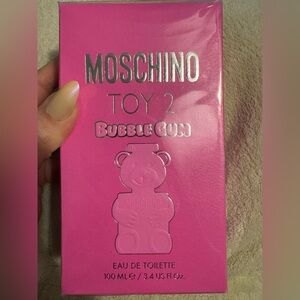 MOSCHINO
TOY 2
BUBBLE GUM
EAU DE TOILETTE
100 ML ℮ / 3.4 US Fl.Oz.